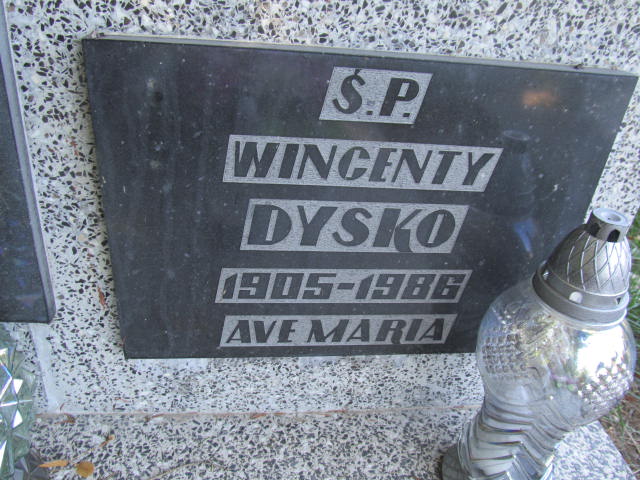 Ś.P.
WINCENTY
DYSKO
1905-1986
AVE MARIA